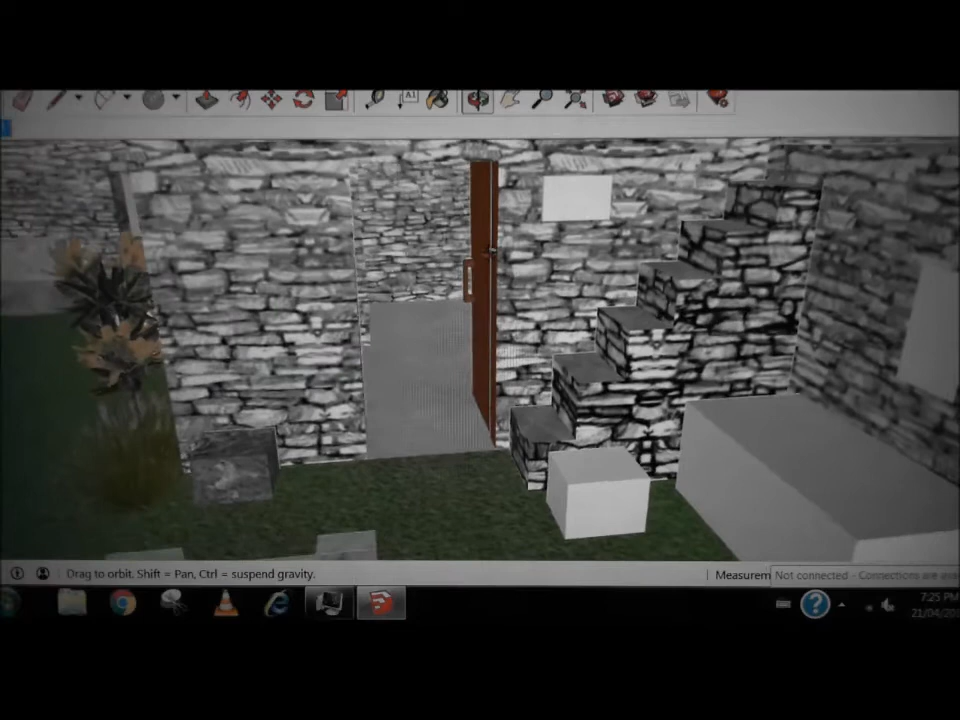 A1
Drag to orbit, Shift = Pan, Ctrl = suspend gravity.
Measurem
Not connected - Connections are
7:25 PM
21/04/20